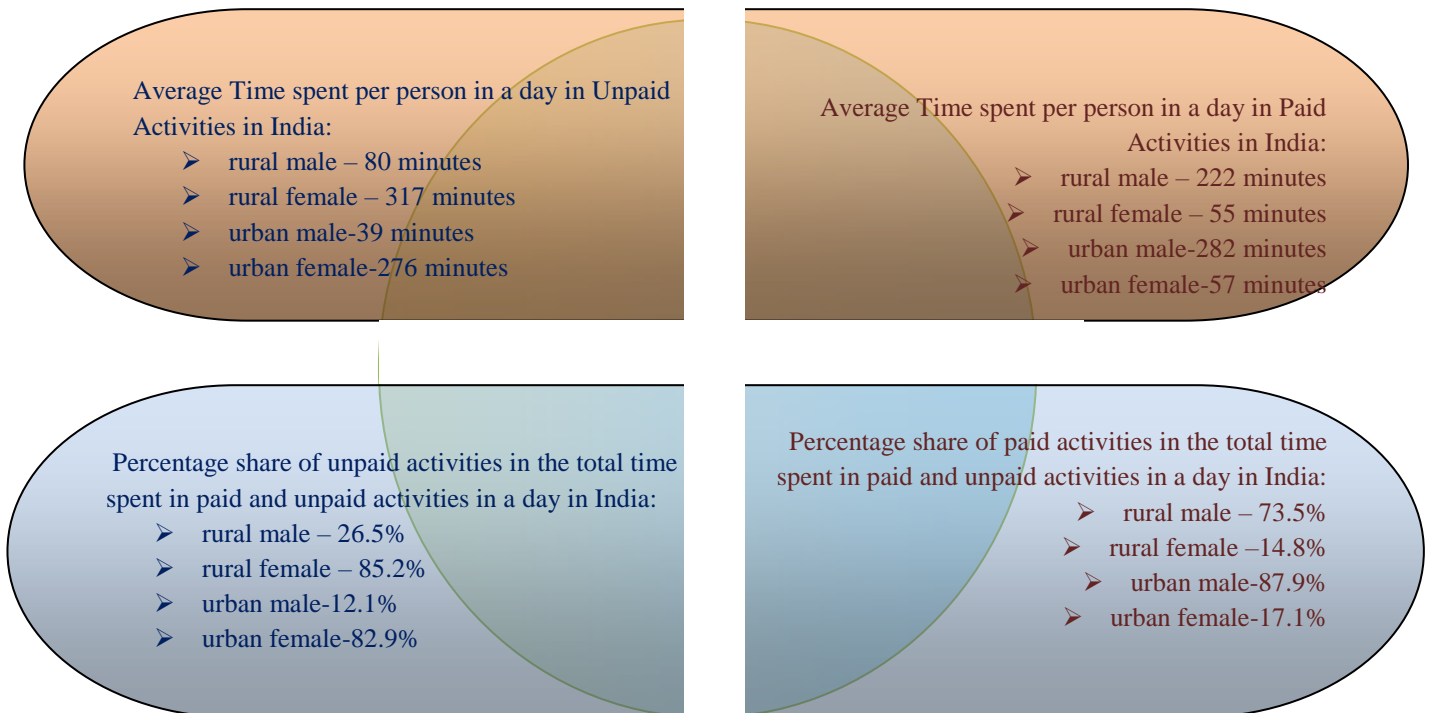 Average Time spent per person in a day in Unpaid
Activities in India:
➢ rural male – 80 minutes
➢ rural female – 317 minutes
➢ urban male-39 minutes
➢ urban female-276 minutes
Average Time spent per person in a day in Paid
Activities in India:
➢ rural male – 222 minutes
➢ rural female – 55 minutes
➢ urban male-282 minutes
➢ urban female-57 minutes
Percentage share of unpaid activities in the total time
spent in paid and unpaid activities in a day in India:
➢ rural male – 26.5%
➢ rural female – 85.2%
➢ urban male-12.1%
➢ urban female-82.9%
Percentage share of paid activities in the total time
spent in paid and unpaid activities in a day in India:
➢ rural male – 73.5%
➢ rural female –14.8%
➢ urban male-87.9%
➢ urban female-17.1%